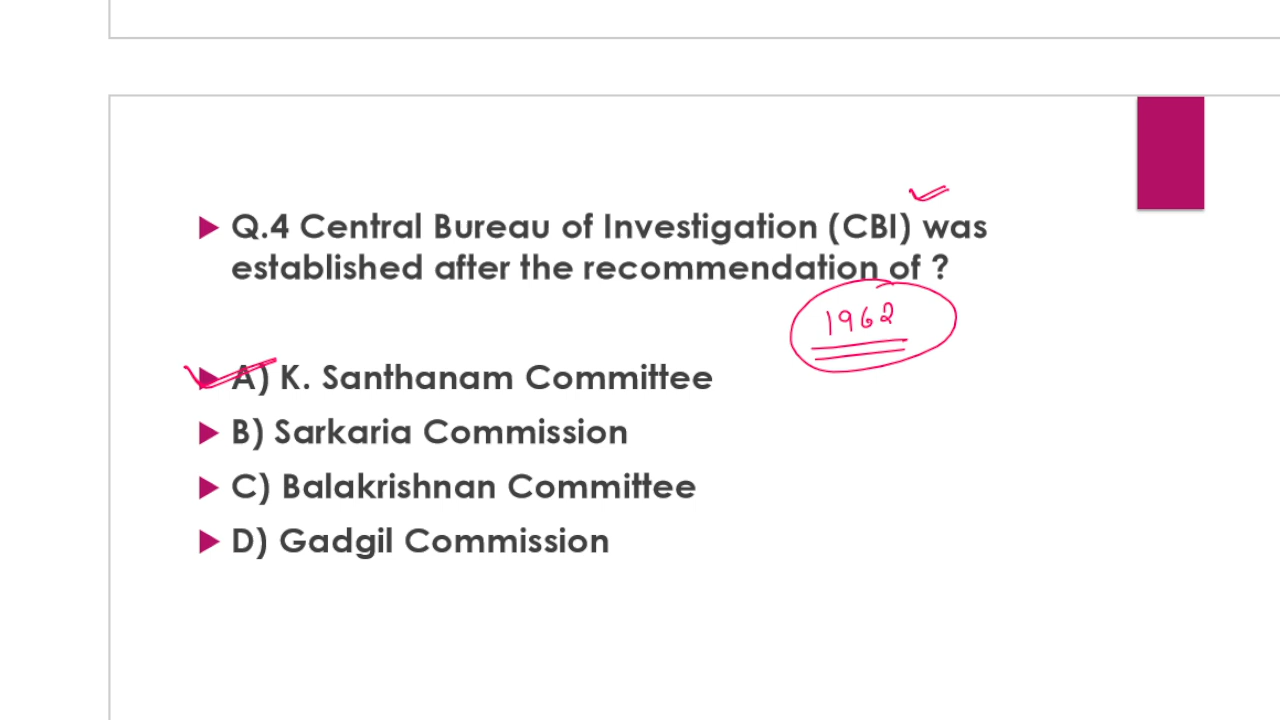 Q.4 Central Bureau of Investigation (CBI) was
established after the recommendation of ?
1962
A) K. Santhanam Committee
B) Sarkaria Commission
C) Balakrishnan Committee
D) Gadgil Commission